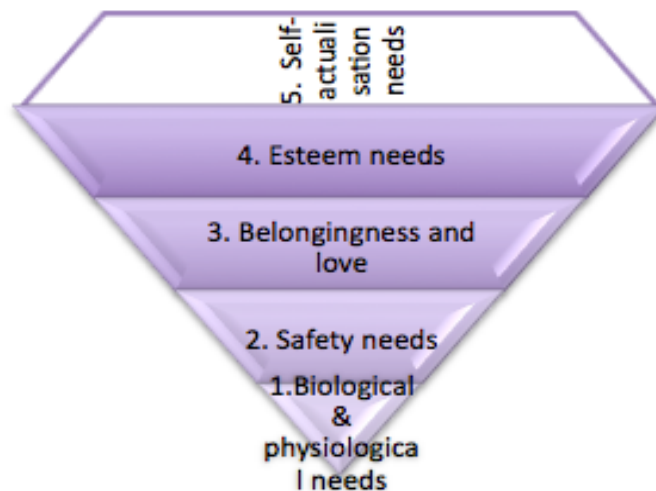 5. Self-
actuali
sation
needs
4. Esteem needs
3. Belongingness and
love
2. Safety needs
1.Biological
&
physiologica
l needs